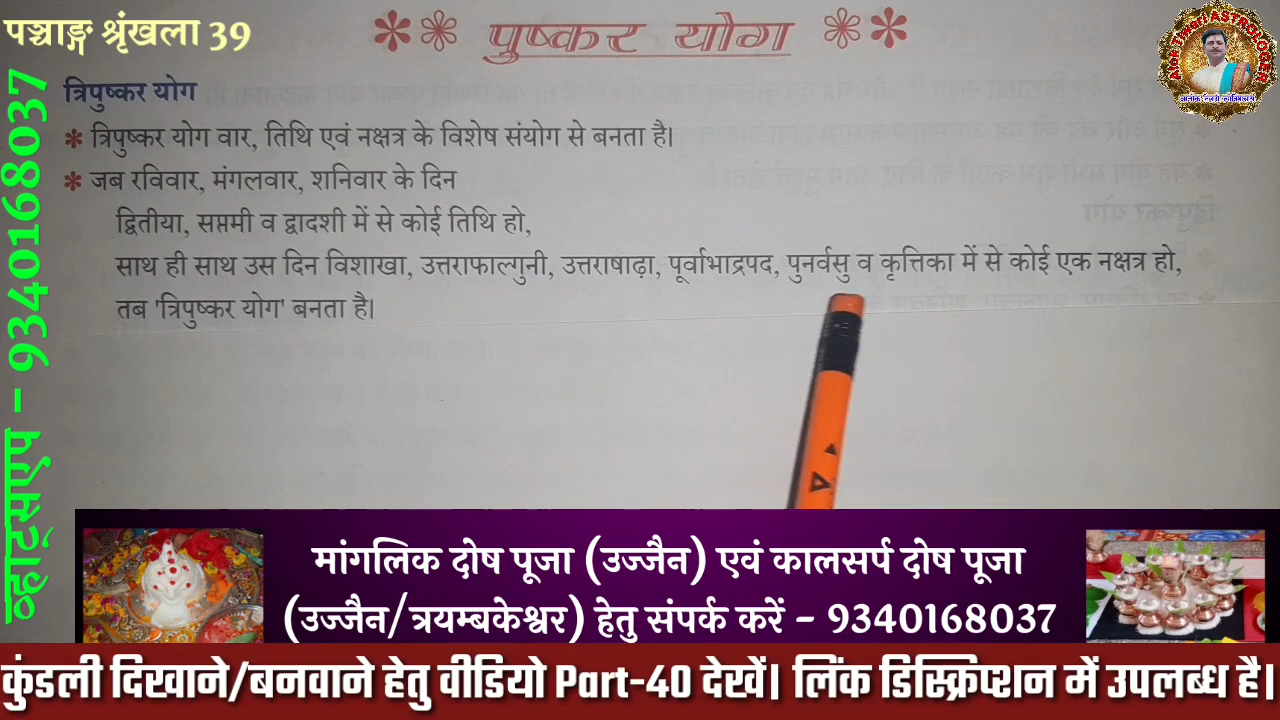 पञ्चाङ्ग श्रृंखला 39
पुष्कर योग
त्रिपुष्कर योग
त्रिपुष्कर योग वार, तिथि एवं नक्षत्र के विशेष संयोग से बनता है।
जब रविवार, मंगलवार, शनिवार के दिन
द्वितीया, सप्तमी व द्वादशी में से कोई तिथि हो,
साथ ही साथ उस दिन विशाखा, उत्तराफाल्गुनी, उत्तराषाढ़ा, पूर्वाभाद्रपद, पुनर्वसु व कृत्तिका में से कोई एक नक्षत्र हो,
तब 'त्रिपुष्कर योग' बनता है।
व्हाट्सएप - 9340168037
मांगलिक दोष पूजा (उज्जैन) एवं कालसर्प दोष पूजा
(उज्जैन/त्रयम्बकेश्वर) हेतु संपर्क करें - 9340168037
कुंडली दिखाने/बनवाने हेतु वीडियो Part-40 देखें। लिंक डिस्क्रिप्शन में उपलब्ध है।